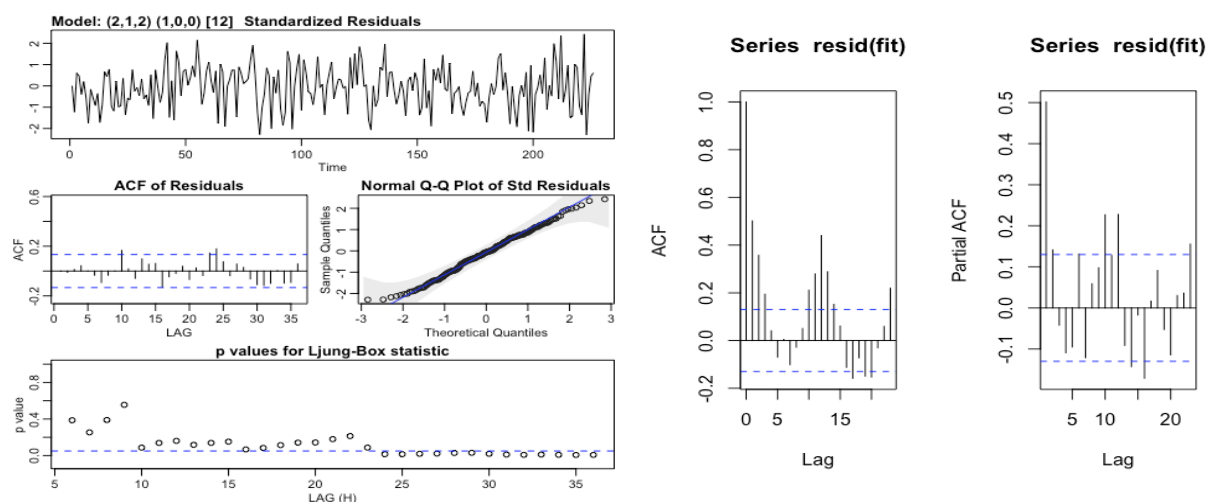 Model: (2,1,2) (1,0,0) [12] Standardized Residuals
2
1
0
-1
-2
0 50 100 150 200
Time
ACF of Residuals
ACF
0.6
0.2
-0.2
0 5 10 15 20 25 30 35
LAG
Normal Q-Q Plot of Std Residuals
Sample Quantiles
2
1
0
-1
-2
-3 -2 -1 0 1 2 3
Theoretical Quantiles
p values for Ljung-Box statistic
p value
0.8
0.4
0.0
5 10 15 20 25 30 35
LAG (H)
Series resid(fit)
ACF
1.0
0.8
0.6
0.4
0.2
0.0
-0.2
0 5 15
Lag
Series resid(fit)
Partial ACF
0.5
0.4
0.3
0.2
0.1
0.0
-0.1
5 10 20
Lag